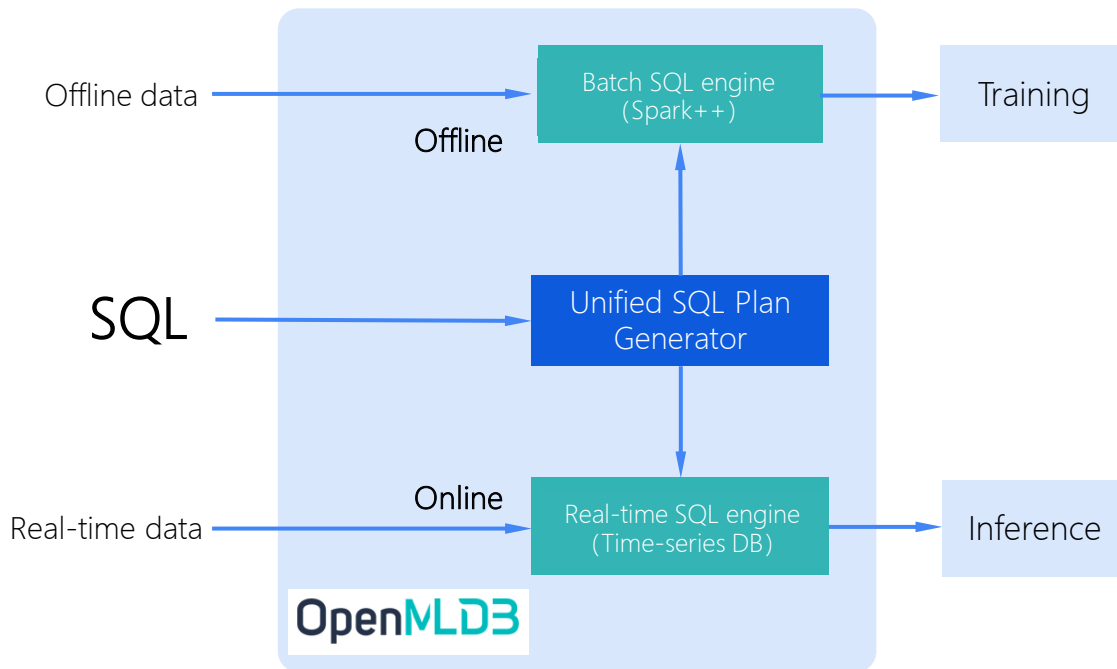 Offline data
Batch SQL engine
(Spark++)
Training
Offline
SQL
Unified SQL Plan
Generator
Online
Real-time data
Real-time SQL engine
(Time-series DB)
Inference
OpenMLDB